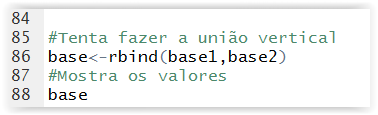 84
85 #Tenta fazer a união vertical
86 base<-rbind(base1,base2)
87 #Mostra os valores
88 base